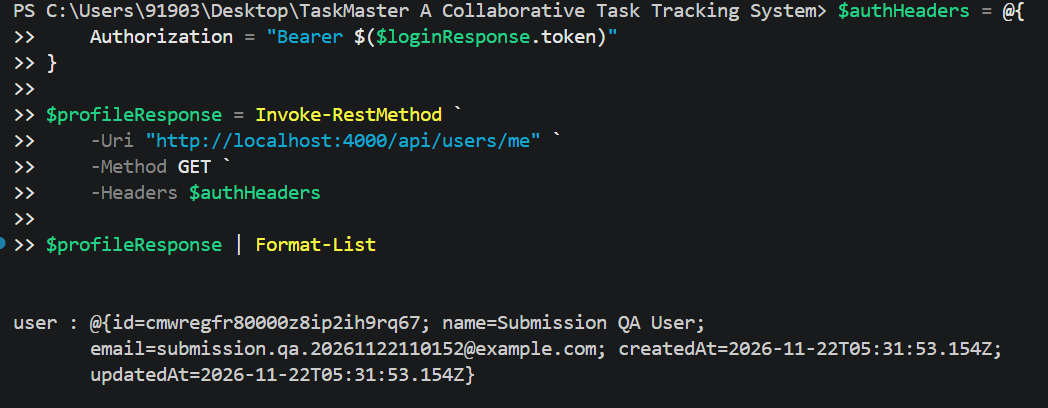 PS C:\Users\91903\Desktop\TaskMaster A Collaborative Task Tracking System> $authHeaders = @{
>>     Authorization = "Bearer $($loginResponse.token)"
>> }
>>
>> $profileResponse = Invoke-RestMethod `
>>     -Uri "http://localhost:4000/api/users/me" `
>>     -Method GET `
>>     -Headers $authHeaders
>>
>> $profileResponse | Format-List
user : @{id=cmwregfr80000z8ip2ih9rq67; name=Submission QA User;
       email=submission.qa.20261122110152@example.com; createdAt=2026-11-22T05:31:53.154Z;
       updatedAt=2026-11-22T05:31:53.154Z}